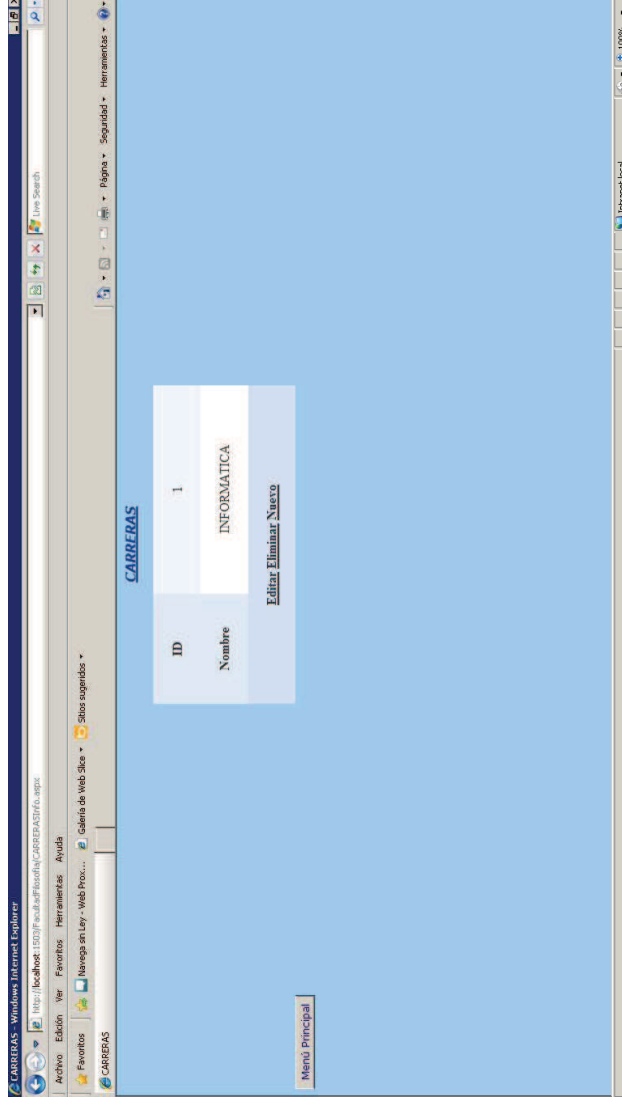 CARRERAS - Windows Internet Explorer
http://localhost:1503/FacultadFilosofia/CARRERASInfo.aspx
Live Search
Archivo Edición Ver Favoritos Herramientas Ayuda
Favoritos Navega sin Ley - Web Prox... Galería de Web Slice Sitios sugeridos
CARRERAS
Página Seguridad Herramientas
CARRERAS
ID 1
Nombre INFORMATICA
Editar Eliminar Nuevo
Menú Principal
Intranet local
100%